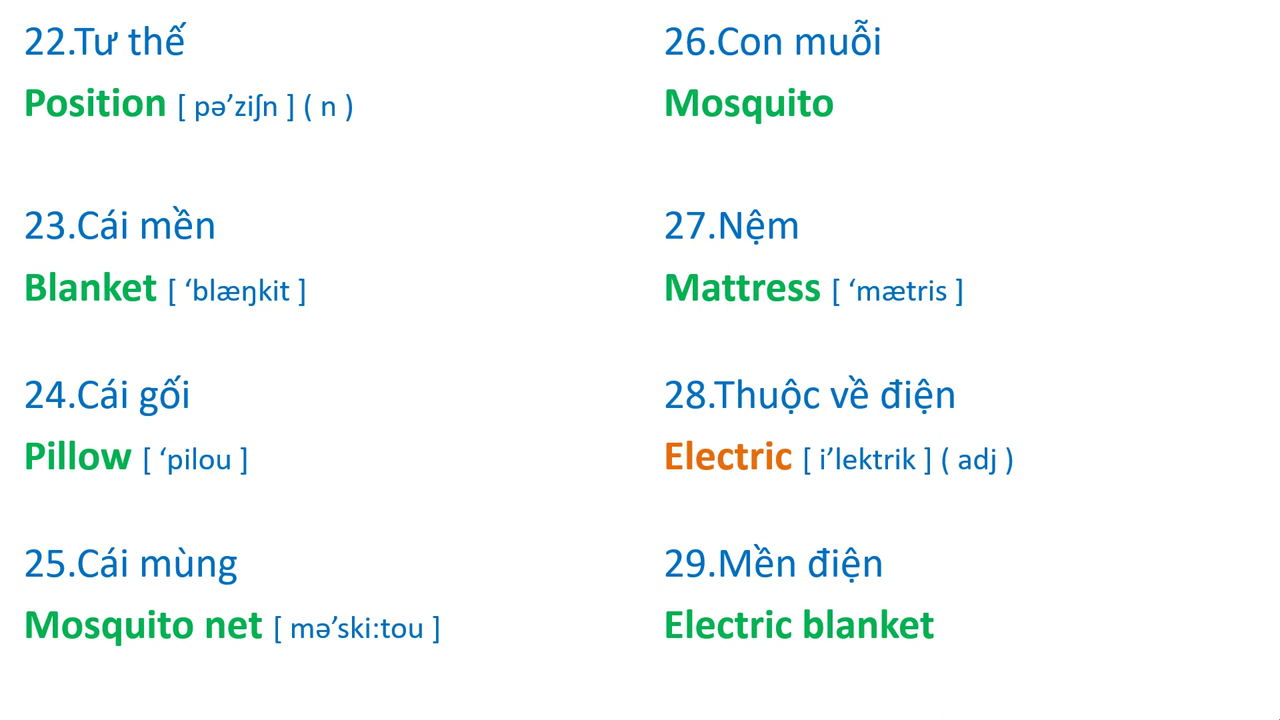 22.Tư thế
Position [ pə’ziʃn ] ( n )
23.Cái mền
Blanket [ ‘blæŋkit ]
24.Cái gối
Pillow [ ‘pilou ]
25.Cái mùng
Mosquito net [ mə’ski:tou ]
26.Con muỗi
Mosquito
27.Nệm
Mattress [ ‘mætris ]
28.Thuộc về điện
Electric [ i’lektrik ] ( adj )
29.Mền điện
Electric blanket